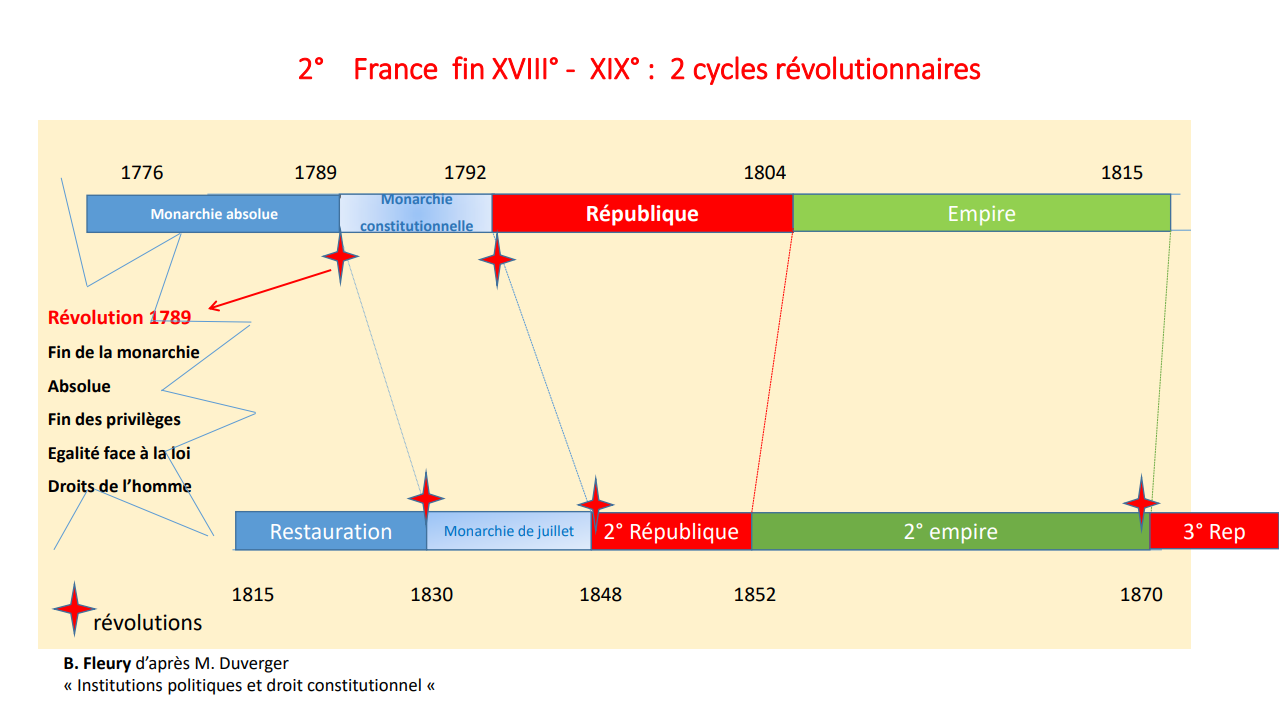 2° France fin XVIII° - XIX° : 2 cycles révolutionnaires
1776 1789 1792 1804 1815
Monarchie absolue
Monarchie
constitutionnelle
République
Empire
Révolution 1789
Fin de la monarchie
Absolue
Fin des privilèges
Egalité face à la loi
Droits de l’homme
Restauration
Monarchie de juillet
2° République
2° empire
3° Rep
1815 1830 1848 1852 1870
révolutions
B. Fleury d’après M. Duverger
« Institutions politiques et droit constitutionnel «